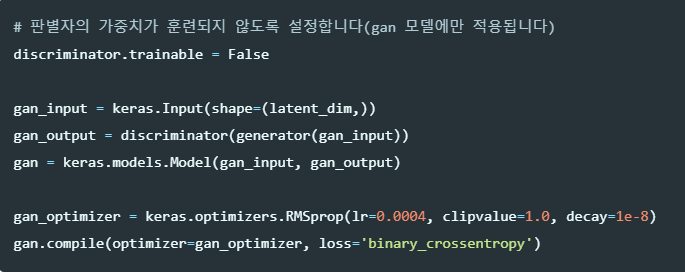 # 판별자의 가중치가 훈련되지 않도록 설정합니다(gan 모델에만 적용됩니다)
discriminator.trainable = False
gan_input = keras.Input(shape=(latent_dim,))
gan_output = discriminator(generator(gan_input))
gan = keras.models.Model(gan_input, gan_output)
gan_optimizer = keras.optimizers.RMSprop(lr=0.0004, clipvalue=1.0, decay=1e-8)
gan.compile(optimizer=gan_optimizer, loss='binary_crossentropy')